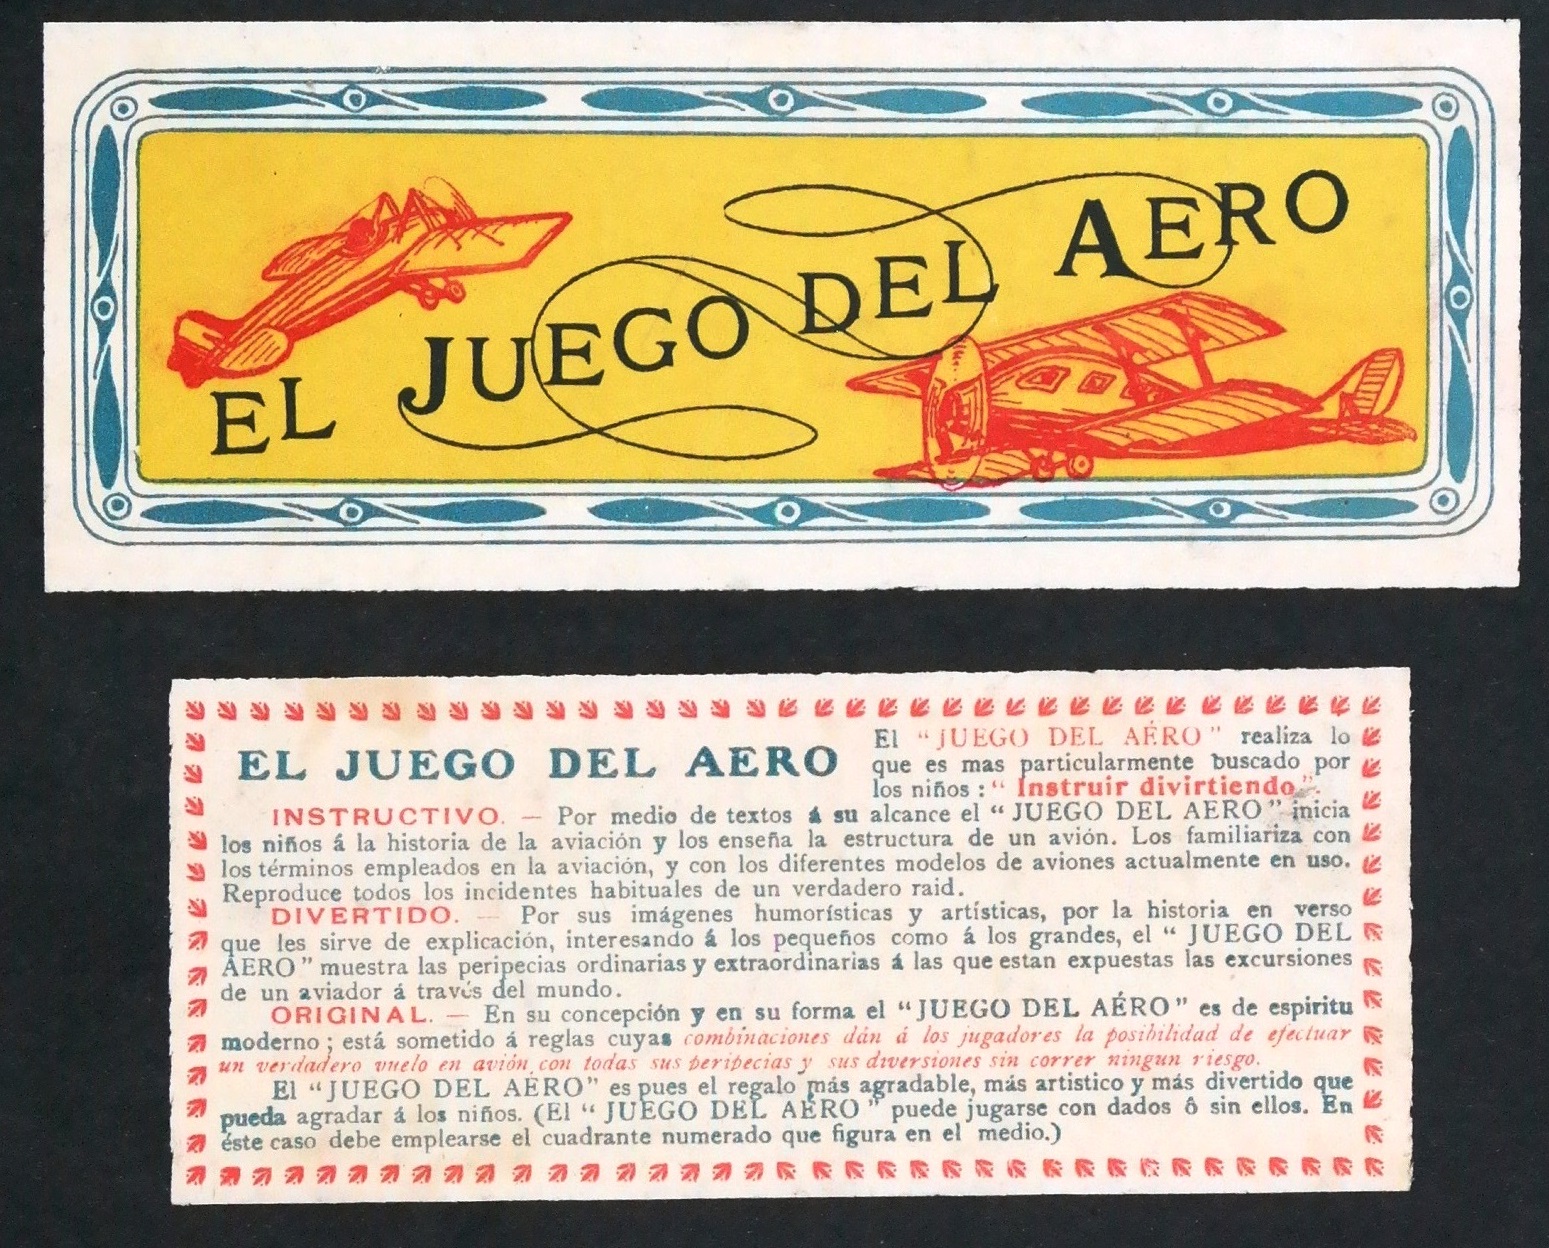 EL JUEGO DEL AERO
EL JUEGO DEL AERO
El “JUEGO DEL AÉRO” realiza lo
que es mas particularmente buscado por
los niños : “ Instruir divirtiendo ”.
INSTRUCTIVO. — Por medio de textos á su alcance el “ JUEGO DEL AERO ” inicia
los niños á la historia de la aviación y los enseña la estructura de un avión. Los familiariza con
los términos empleados en la aviación, y con los diferentes modelos de aviones actualmente en uso.
Reproduce todos los incidentes habituales de un verdadero raid.
DIVERTIDO. — Por sus imágenes humorísticas y artísticas, por la historia en verso
que les sirve de explicación, interesando á los pequeños como á los grandes, el “ JUEGO DEL
AERO ” muestra las peripecias ordinarias y extraordinarias á las que estan expuestas las excursiones
de un aviador á través del mundo.
ORIGINAL. — En su concepción y en su forma el “JUEGO DEL AÉRO” es de espiritu
moderno ; está sometido á reglas cuyas combinaciones dán á los jugadores la posibilidad de efectuar
un verdadero vuelo en avión con todas sus peripecias y sus diversiones sin correr ningun riesgo.
El “JUEGO DEL AERO” es pues el regalo más agradable, más artistico y más divertido que
pueda agradar á los niños. (El “ JUEGO DEL AÉRO ” puede jugarse con dados ô sin ellos. En
éste caso debe emplearse el cuadrante numerado que figura en el medio.)